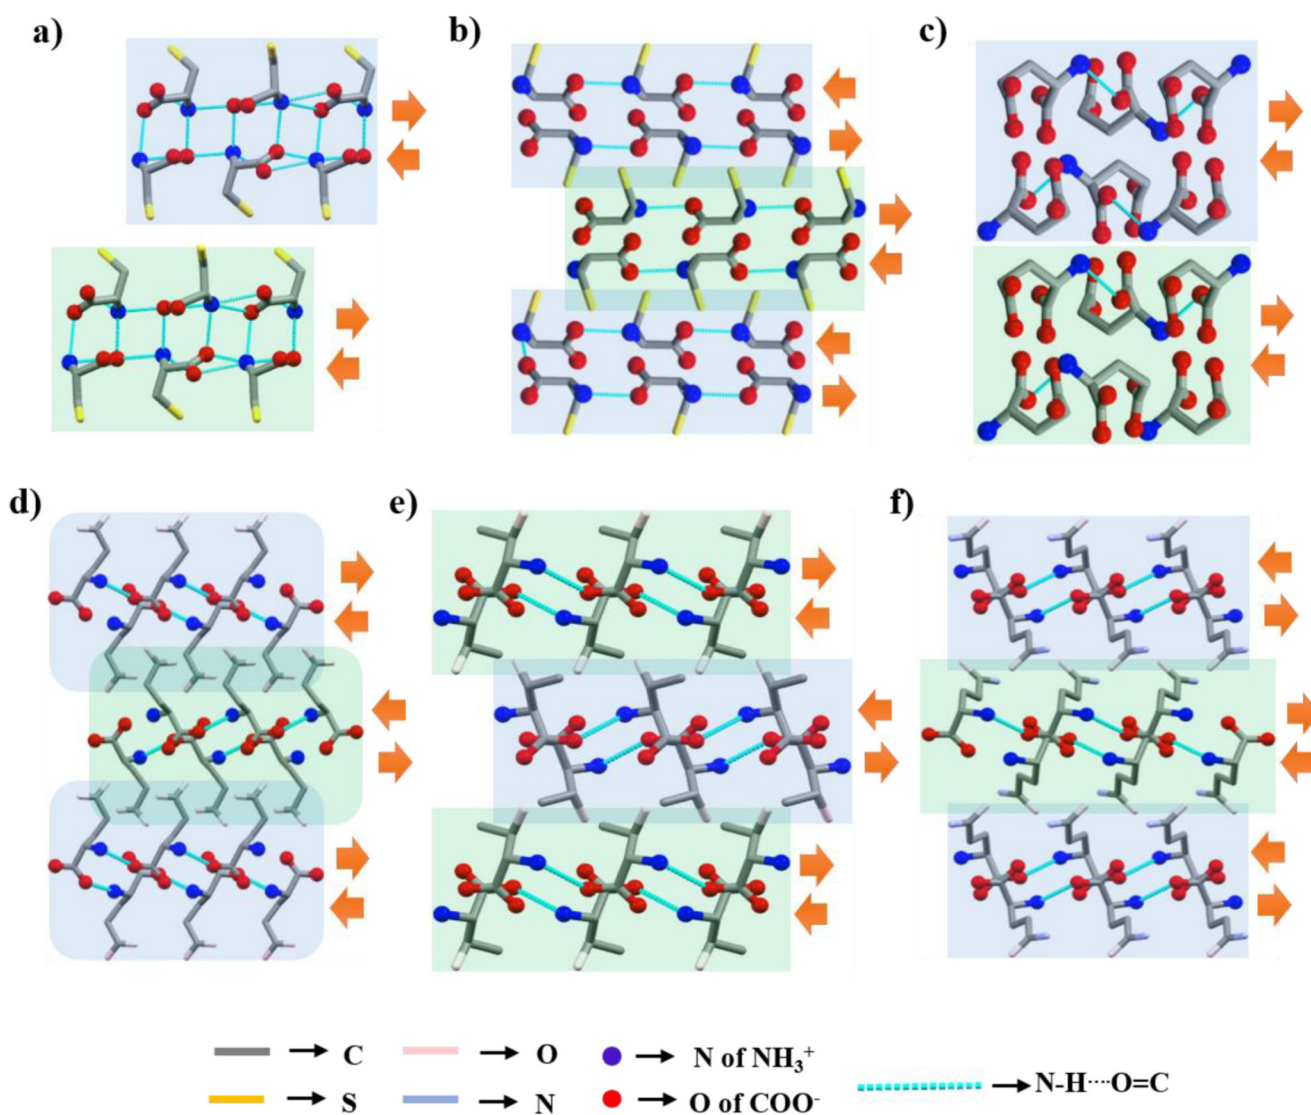 a)
b)
c)
d)
e)
f)
C
O
N of NH₃⁺
S
N
O of COO⁻
N-H····O=C